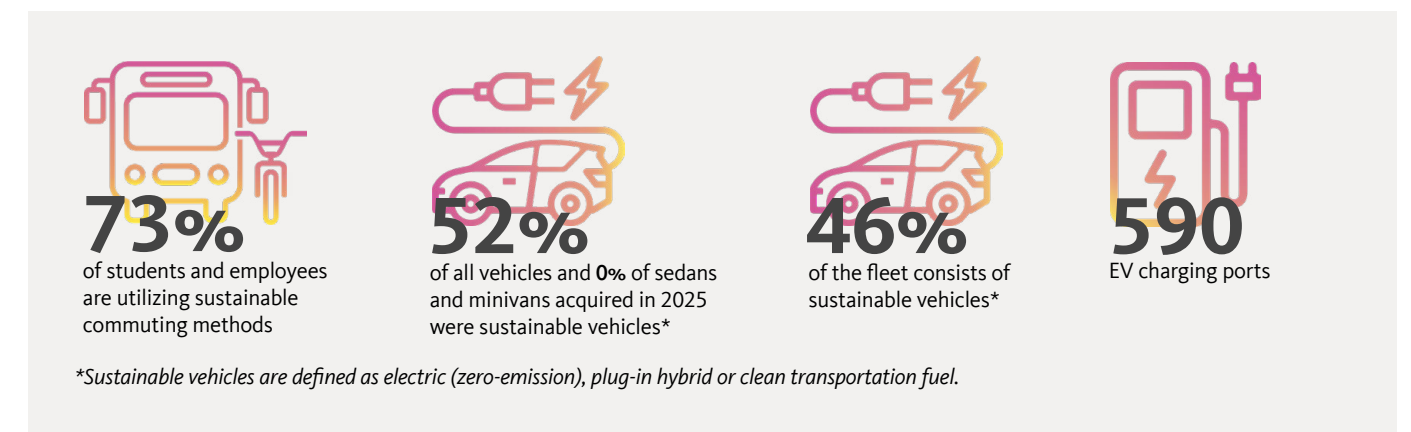 73%
of students and employees
are utilizing sustainable
commuting methods
52%
of all vehicles and 0% of sedans
and minivans acquired in 2025
were sustainable vehicles*
46%
of the fleet consists of
sustainable vehicles*
590
EV charging ports
*Sustainable vehicles are defined as electric (zero-emission), plug-in hybrid or clean transportation fuel.